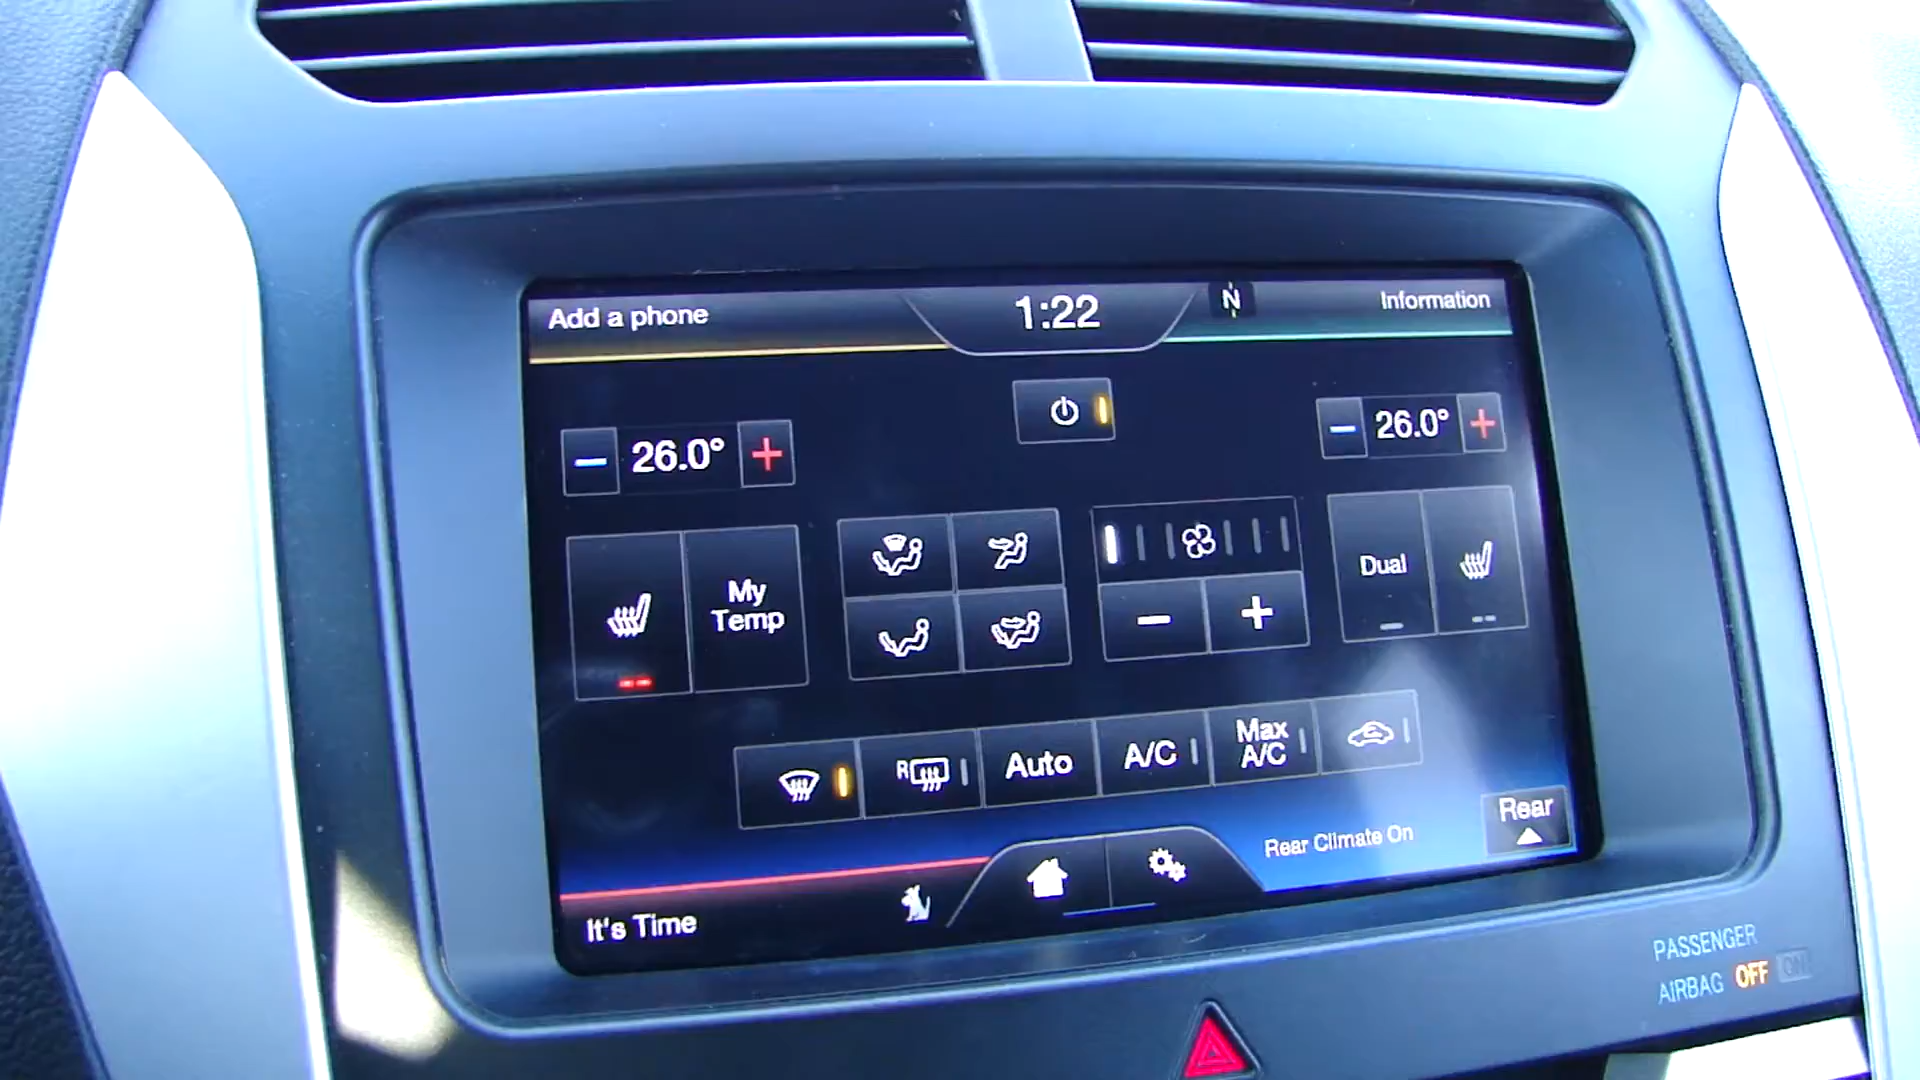 Add a phone
1:22
N
Information
26.0°
26.0°
My
Temp
Dual
R
Auto
A/C
Max
A/C
Rear
Rear Climate On
It's Time
PASSENGER
AIRBAG OFF ON